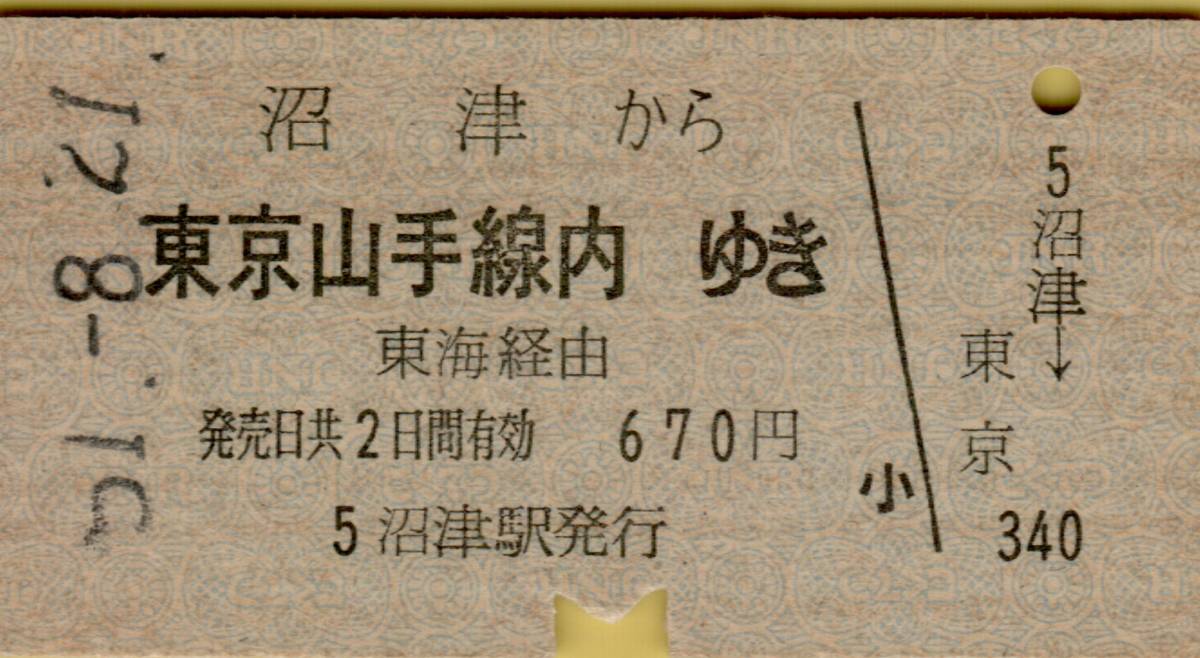 沼津から
東京山手線内 ゆき
東海経由
発売日共2日間有効 670円
5 沼津駅発行
小
5 沼津→
東京
340